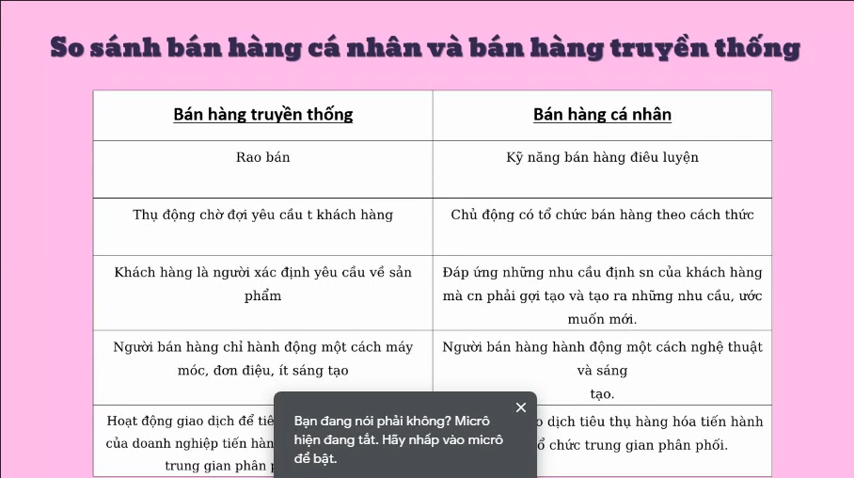 So sánh bán hàng cá nhân và bán hàng truyền thống
Bán hàng truyền thống
Bán hàng cá nhân
Rao bán
Kỹ năng bán hàng điêu luyện
Thụ động chờ đợi yêu cầu t khách hàng
Chủ động có tổ chức bán hàng theo cách thức
Khách hàng là người xác định yêu cầu về sản
phẩm
Đáp ứng những nhu cầu định sn của khách hàng
mà cn phải gợi tạo và tạo ra những nhu cầu, ước
muốn mới.
Người bán hàng chỉ hành động một cách máy
móc, đơn điệu, ít sáng tạo
Người bán hàng hành động một cách nghệ thuật
và sáng
tạo.
Hoạt động giao dịch để
của doanh nghiệp tiến
trung gian phân
dịch tiêu thụ hàng hóa tiến hành
chức trung gian phân phối.
Bạn đang nói phải không? Micrô
hiện đang tắt. Hãy nhấp vào micrô
để bật.